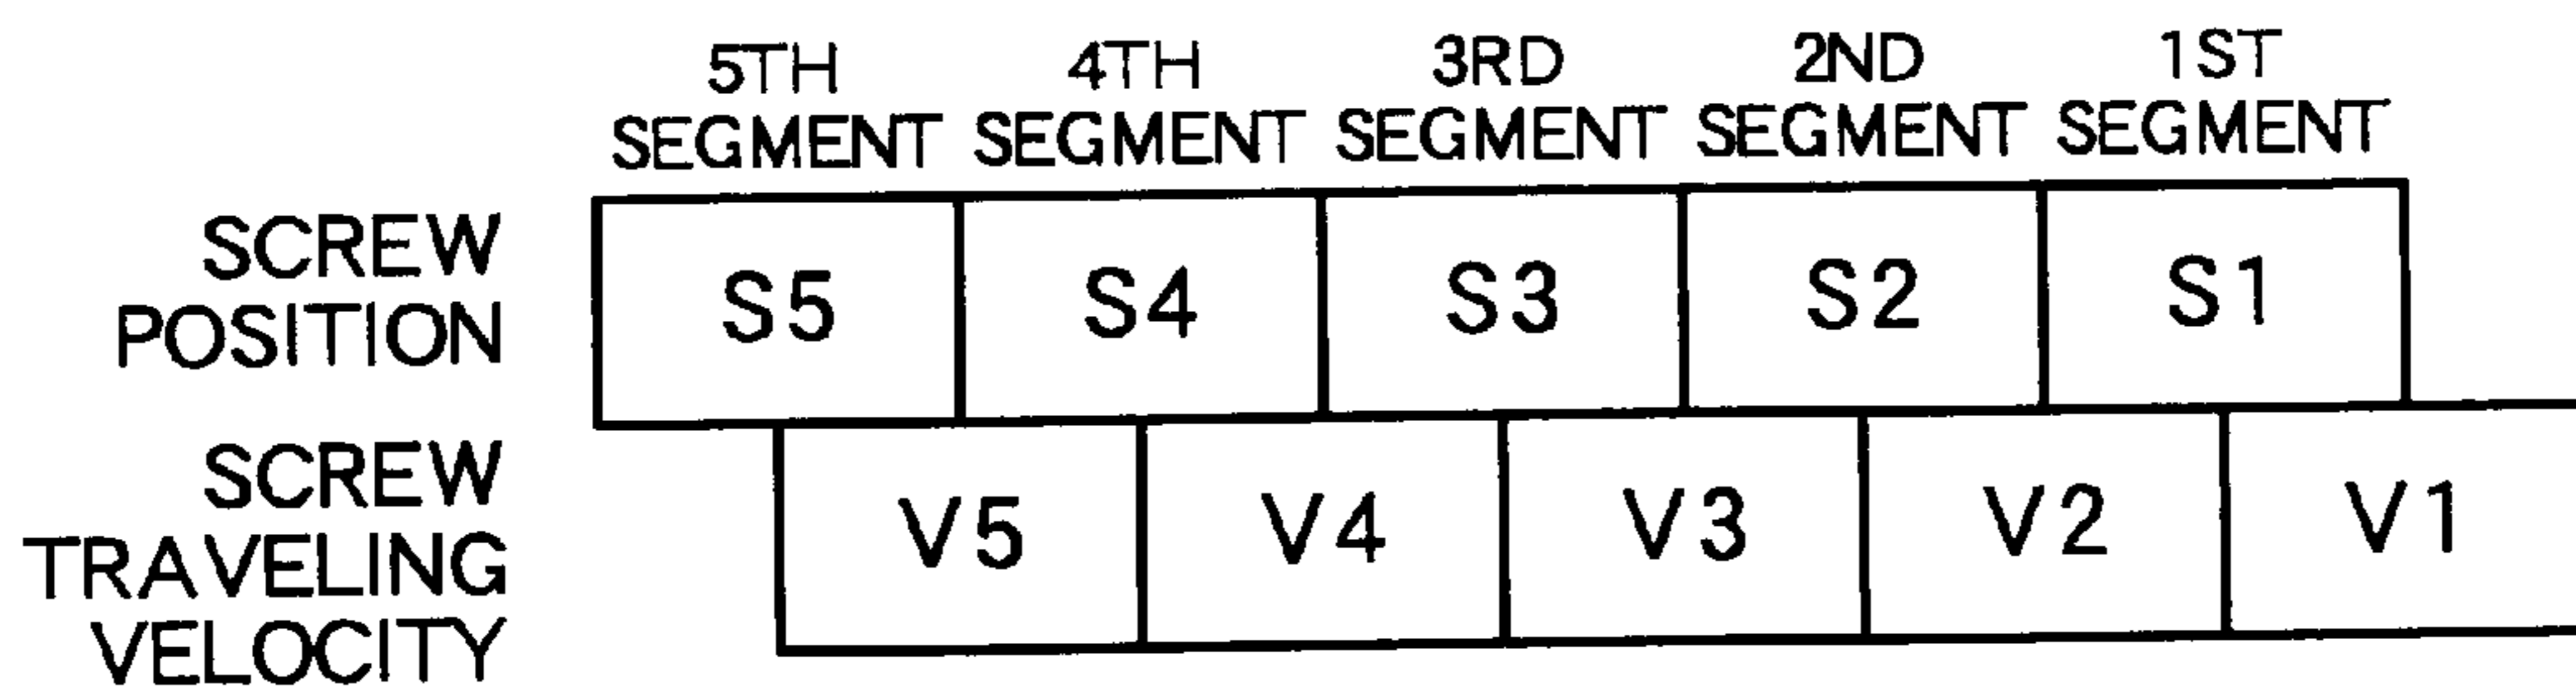 5TH 4TH 3RD 2ND 1ST
SEGMENT SEGMENT SEGMENT SEGMENT SEGMENT
SCREW
POSITION
S5 S4 S3 S2 S1
SCREW
TRAVELING
VELOCITY
V5 V4 V3 V2 V1